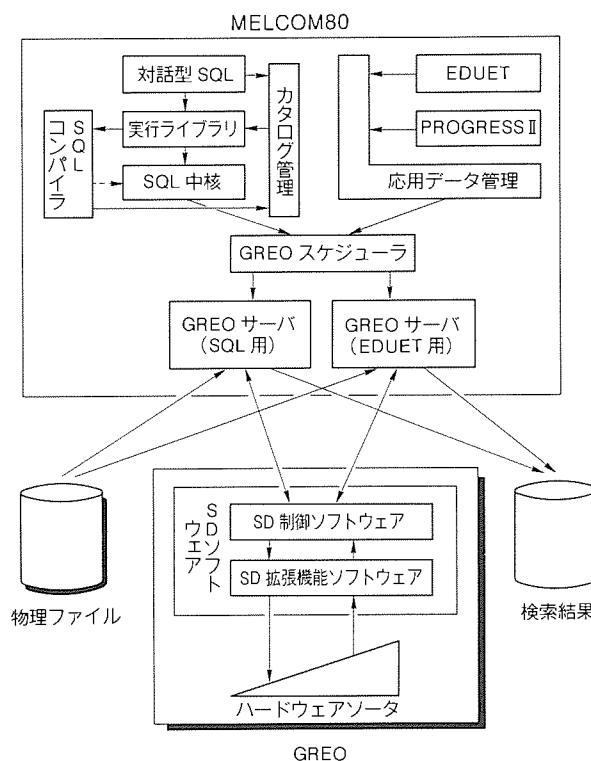 MELCOM80
対話型 SQL
EDUET
カタログ管理
SQL
コンパイラ
実行ライブラリ
PROGRESS II
SQL 中核
応用データ管理
GREO スケジューラ
GREO サーバ
(SQL 用)
GREO サーバ
(EDUET 用)
物理ファイル
SDソフト
ウェア
SD 制御ソフトウェア
SD 拡張機能ソフトウェア
ハードウェアソータ
検索結果
GREO